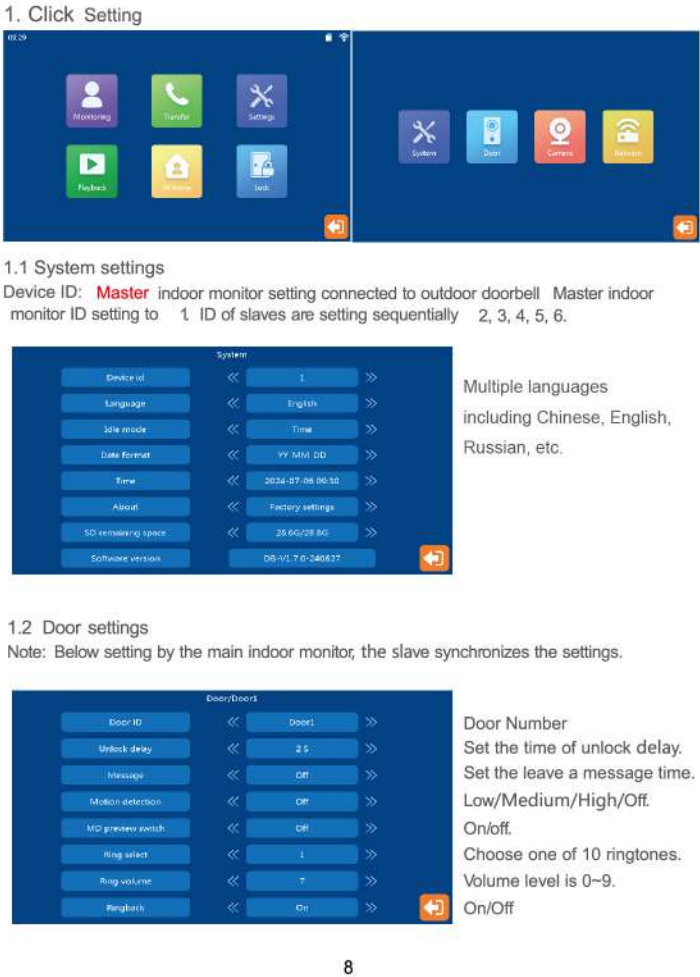 1. Click Setting
09:29
Monitoring Transfer Settings
System Door Camera Network
Playback At Home Lock
1.1 System settings
Device ID: Master indoor monitor setting connected to outdoor doorbell Master indoor
monitor ID setting to 1 ID of slaves are setting sequentially 2, 3, 4, 5, 6.
System
Device id 1
Language English
Idle mode Time
Date format YY MM DD
Time 2024-07-06 09:30
About Factory settings
SD remaining space 28.6G/28.8G
Software version DB-V1.7.0-240627
Multiple languages
including Chinese, English,
Russian, etc.
1.2 Door settings
Note: Below setting by the main indoor monitor, the slave synchronizes the settings.
Door/Door1
Door ID Door1 Door Number
Unlock delay 2 S Set the time of unlock delay.
Message Off Set the leave a message time.
Motion detection Off Low/Medium/High/Off.
MD preview switch Off On/off.
Ring select 1 Choose one of 10 ringtones.
Ring volume 7 Volume level is 0~9.
Ringback On On/Off
8